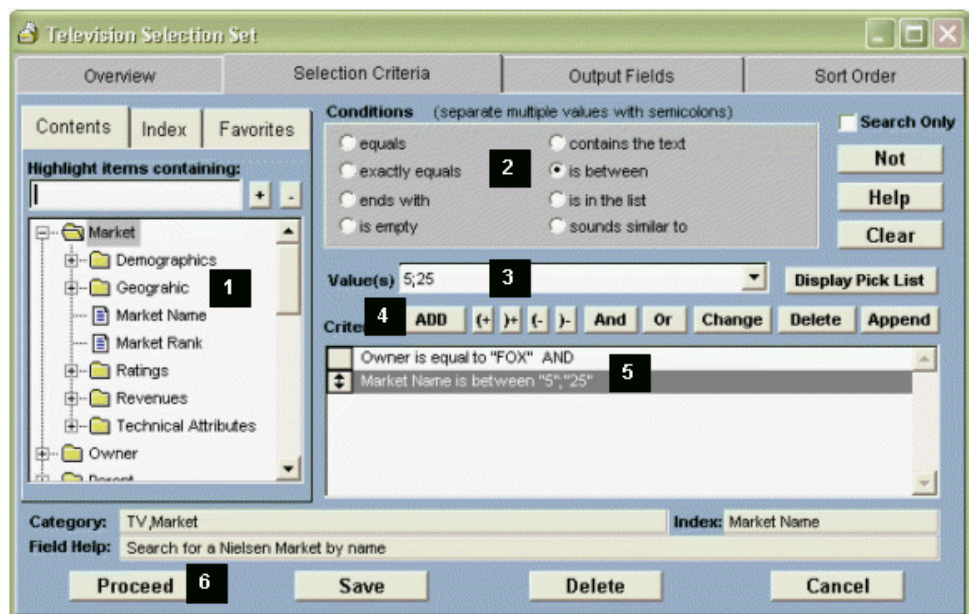 Television Selection Set
Overview
Selection Criteria
Output Fields
Sort Order
Contents
Index
Favorites
Highlight items containing:
+ -
Market
Demographics
Geograhic
1
Market Name
Market Rank
Ratings
Revenues
Technical Attributes
Owner
Conditions (separate multiple values with semicolons)
equals
contains the text
exactly equals
2
is between
ends with
is in the list
is empty
sounds similar to
Search Only
Not
Help
Clear
Value(s) 5;25
3
Display Pick List
4
ADD (+ )+ (- )- And Or Change Delete Append
Owner is equal to "FOX" AND
Market Name is between "5";"25"
5
Category: TV,Market
Index: Market Name
Field Help: Search for a Nielsen Market by name
Proceed
6
Save
Delete
Cancel